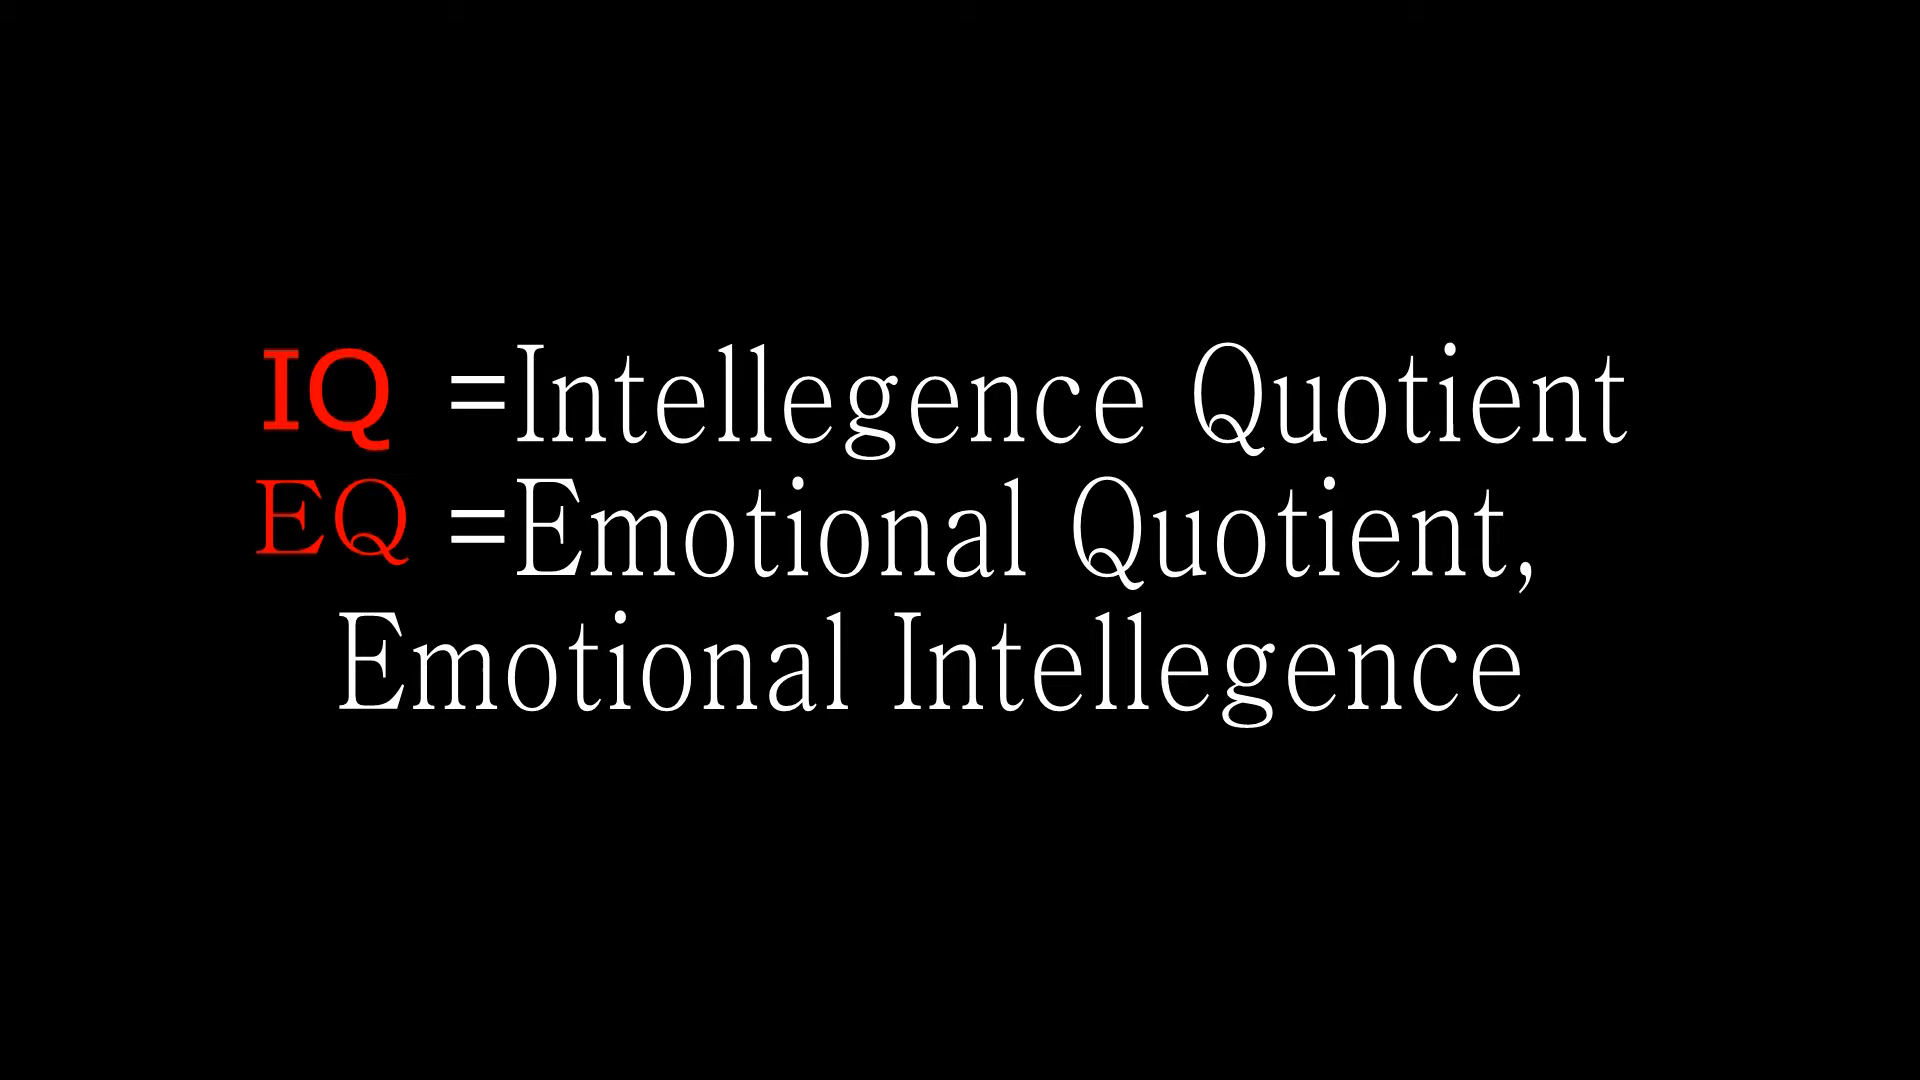 IQ =Intellegence Quotient
EQ =Emotional Quotient,
Emotional Intellegence